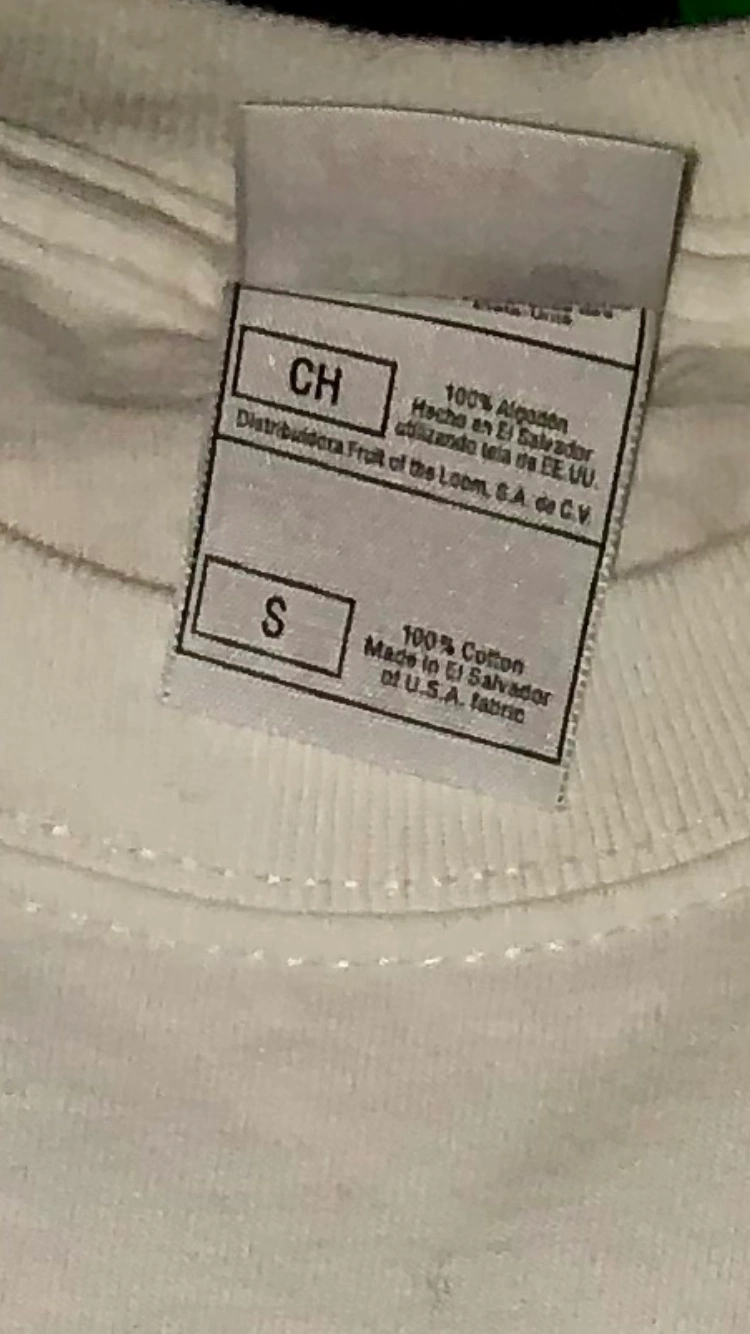 CH
100% Algodón
Hecho en El Salvador
utilizando tela de EE.UU.
Distribuidora Fruit of the Loom, S.A. de C.V.
S
100% Cotton
Made in El Salvador
of U.S.A. fabric